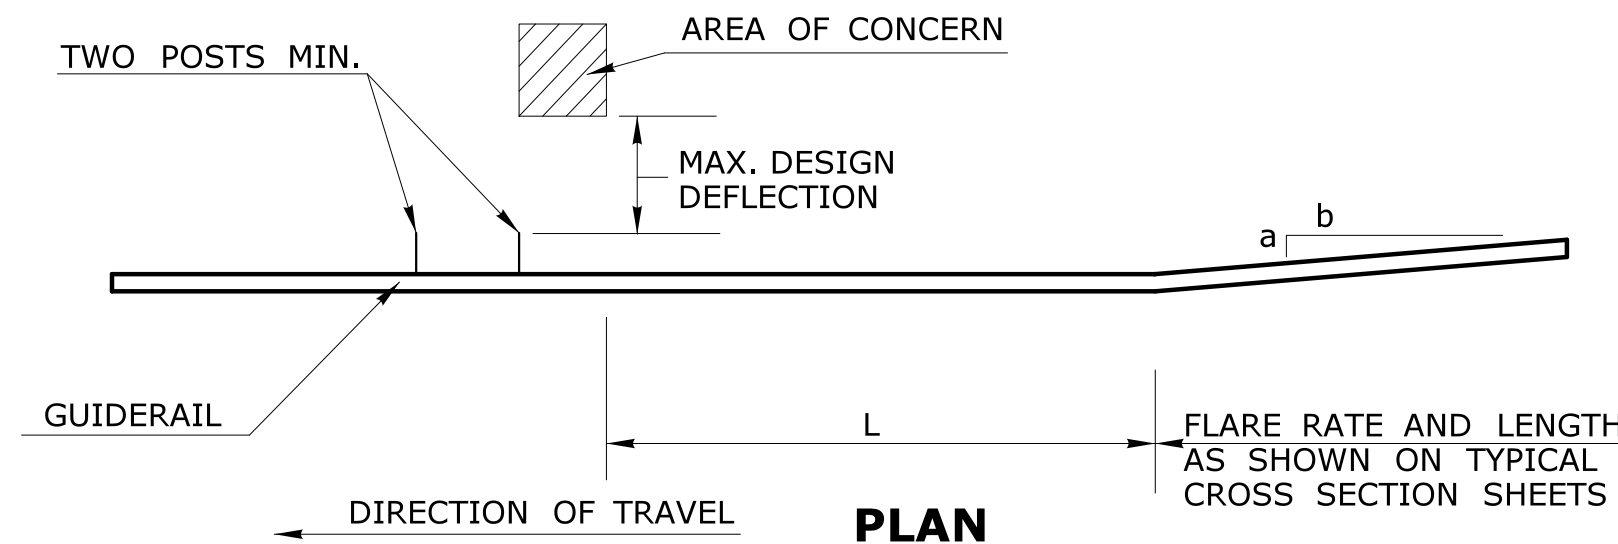 AREA OF CONCERN
TWO POSTS MIN.
MAX. DESIGN
DEFLECTION
b
a
GUIDERAIL
L
FLARE RATE AND LENGTH
AS SHOWN ON TYPICAL
CROSS SECTION SHEETS
DIRECTION OF TRAVEL
PLAN